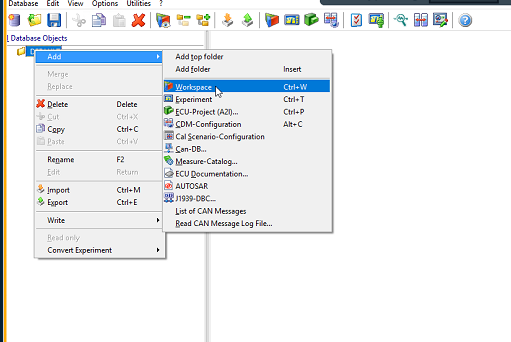 Database Edit View Options Utilities ?
1 Database Objects
Add
Merge
Replace
Delete Delete
Cut Ctrl+X
Copy Ctrl+C
Paste Ctrl+V
Rename F2
Edit Return
Import Ctrl+M
Export Ctrl+E
Write
Read only
Convert Experiment
Add top folder
Add folder Insert
Workspace Ctrl+W
Experiment Ctrl+T
ECU-Project (A2l)... Ctrl+P
CDM-Configuration Alt+C
Cal Scenario-Configuration
Can-DB...
Measure-Catalog...
ECU Documentation...
AUTOSAR
J1939-DBC...
List of CAN Messages
Read CAN Message Log File...